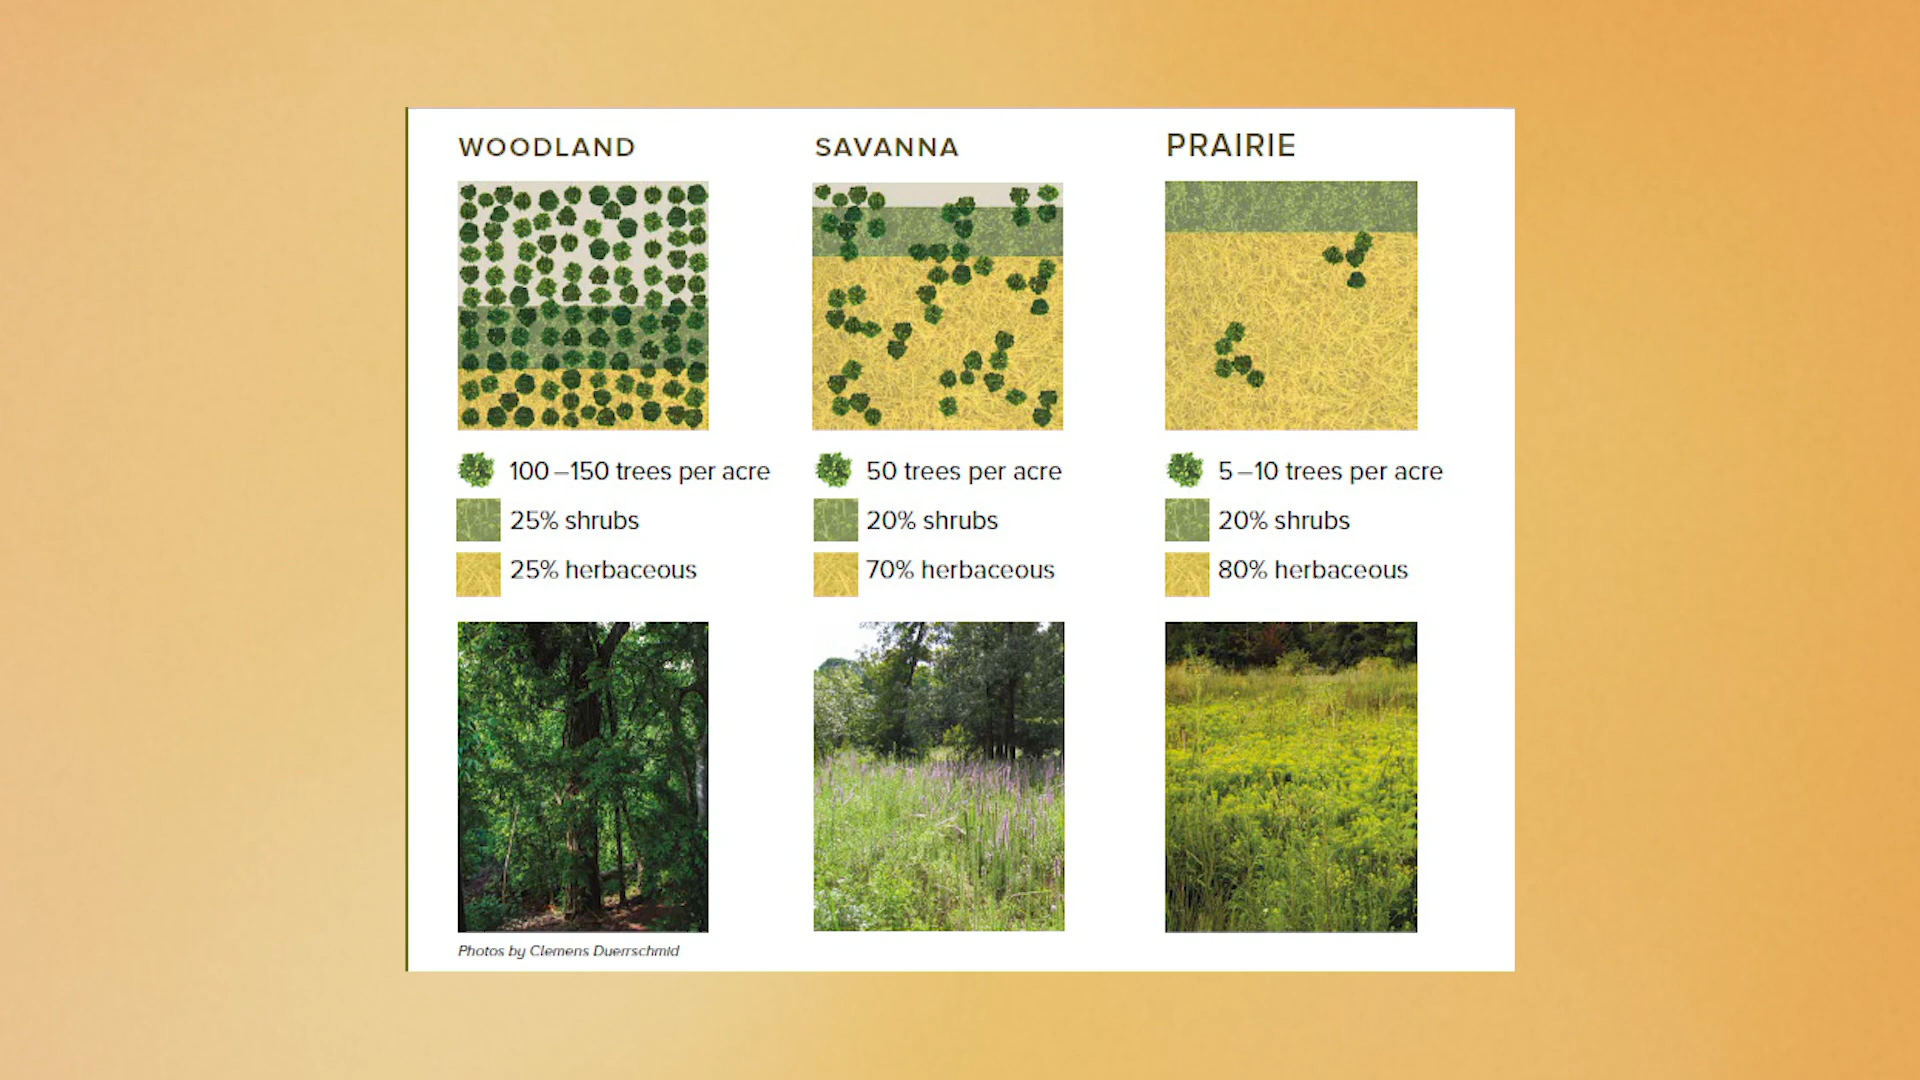 WOODLAND
100–150 trees per acre
25% shrubs
25% herbaceous
SAVANNA
50 trees per acre
20% shrubs
70% herbaceous
PRAIRIE
5–10 trees per acre
20% shrubs
80% herbaceous
Photos by Clemens Duerrschmid